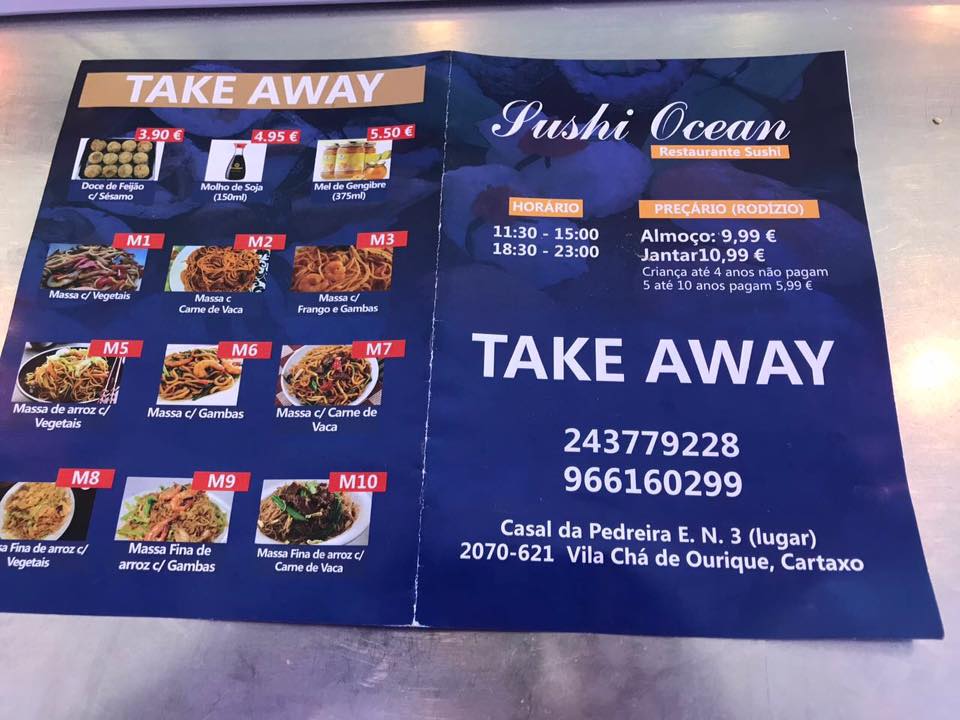 TAKE AWAY
3.90 €
4.95 €
5.50 €
Doce de Feijão
c/ Sésamo
Molho de Soja
(150ml)
Mel de Gengibre
(375ml)
M1
M2
M3
Massa c/ Vegetais
Massa c
Carne de Vaca
Massa c/
Frango e Gambas
M5
M6
M7
Massa de arroz c/
Vegetais
Massa c/ Gambas
Massa c/ Carne de
Vaca
M8
M9
M10
Fina de arroz c/
Vegetais
Massa Fina de
arroz c/ Gambas
Massa Fina de arroz c/
Carne de Vaca
Sushi Ocean
Restaurante Sushi
HORÁRIO
11:30 - 15:00
18:30 - 23:00
PREÇÁRIO (RODÍZIO)
Almoço: 9,99 €
Jantar10,99 €
Criança até 4 anos não pagam
5 até 10 anos pagam 5,99 €
TAKE AWAY
243779228
966160299
Casal da Pedreira E. N. 3 (lugar)
2070-621 Vila Chá de Ourique, Cartaxo